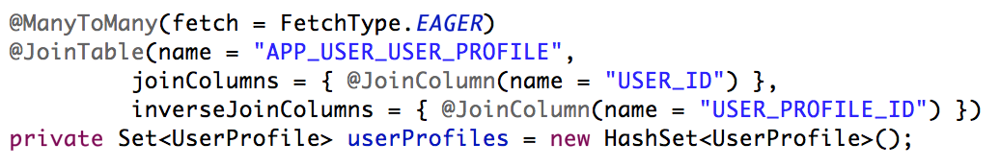 @ManyToMany(fetch = FetchType.EAGER)
@JoinTable(name = "APP_USER_USER_PROFILE",
joinColumns = { @JoinColumn(name = "USER_ID") },
inverseJoinColumns = { @JoinColumn(name = "USER_PROFILE_ID") })
private Set<UserProfile> userProfiles = new HashSet<UserProfile>();